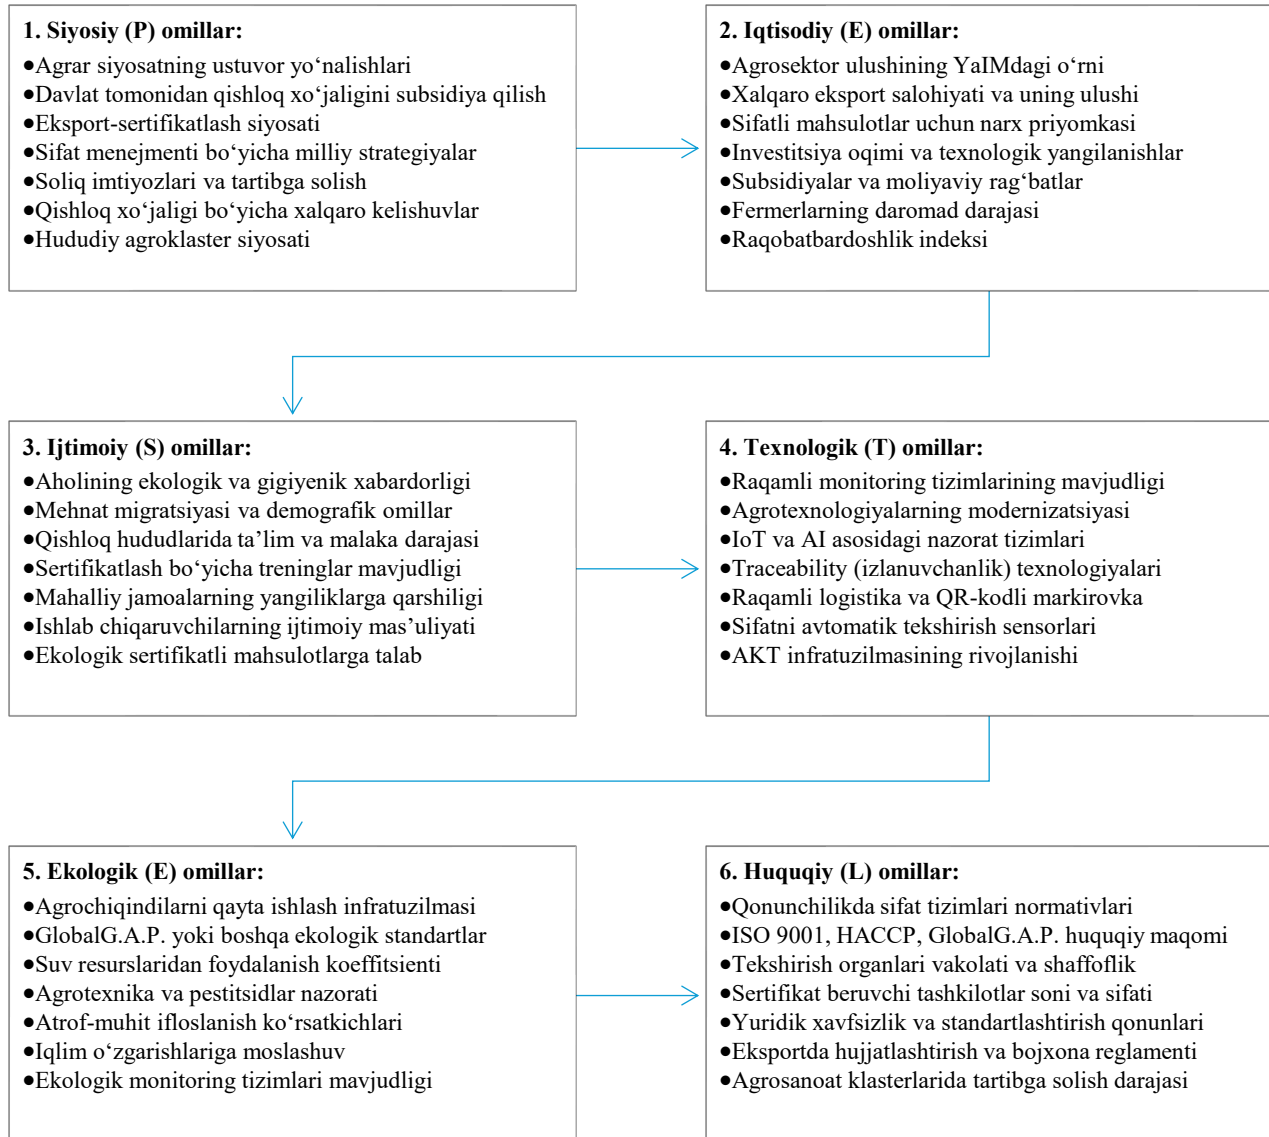 1. Siyosiy (P) omillar:
•Agrar siyosatning ustuvor yo‘nalishlari
•Davlat tomonidan qishloq xo‘jaligini subsidiya qilish
•Eksport-sertifikatlash siyosati
•Sifat menejmenti bo‘yicha milliy strategiyalar
•Soliq imtiyozlari va tartibga solish
•Qishloq xo‘jaligi bo‘yicha xalqaro kelishuvlar
•Hududiy agroklaster siyosati
2. Iqtisodiy (E) omillar:
•Agrosektor ulushining YaIMdagi o‘rni
•Xalqaro eksport salohiyati va uning ulushi
•Sifatli mahsulotlar uchun narx priyomkasi
•Investitsiya oqimi va texnologik yangilanishlar
•Subsidiyalar va moliyaviy rag‘batlar
•Fermerlarning daromad darajasi
•Raqobatbardoshlik indeksi
3. Ijtimoiy (S) omillar:
•Aholining ekologik va gigiyenik xabardorligi
•Mehnat migratsiyasi va demografik omillar
•Qishloq hududlarida ta’lim va malaka darajasi
•Sertifikatlash bo‘yicha treninglar mavjudligi
•Mahalliy jamoalarning yangiliklarga qarshiligi
•Ishlab chiqaruvchilarning ijtimoiy mas’uliyati
•Ekologik sertifikatli mahsulotlarga talab
4. Texnologik (T) omillar:
•Raqamli monitoring tizimlarining mavjudligi
•Agrotexnologiyalarning modernizatsiyasi
•IoT va AI asosidagi nazorat tizimlari
•Traceability (izlanuvchanlik) texnologiyalari
•Raqamli logistika va QR-kodli markirovka
•Sifatni avtomatik tekshirish sensorlari
•AKT infratuzilmasining rivojlanishi
5. Ekologik (E) omillar:
•Agrochiqindilarni qayta ishlash infratuzilmasi
•GlobalG.A.P. yoki boshqa ekologik standartlar
•Suv resurslaridan foydalanish koeffitsienti
•Agrotexnika va pestitsidlar nazorati
•Atrof-muhit ifloslanish ko‘rsatkichlari
•Iqlim o‘zgarishlariga moslashuv
•Ekologik monitoring tizimlari mavjudligi
6. Huquqiy (L) omillar:
•Qonunchilikda sifat tizimlari normativlari
•ISO 9001, HACCP, GlobalG.A.P. huquqiy maqomi
•Tekshirish organlari vakolati va shaffoflik
•Sertifikat beruvchi tashkilotlar soni va sifati
•Yuridik xavfsizlik va standartlashtirish qonunlari
•Eksportda hujjatlashtirish va bojxona reglamenti
•Agrosanoat klasterlarida tartibga solish darajasi